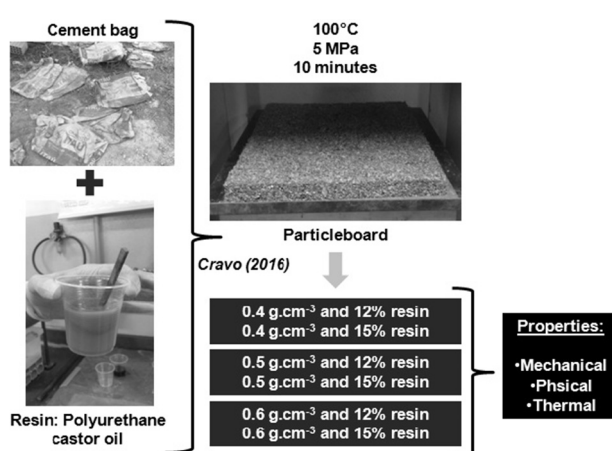 Cement bag
Resin: Polyurethane
castor oil
100°C
5 MPa
10 minutes
Particleboard
Cravo (2016)
0.4 g.cm⁻³ and 12% resin
0.4 g.cm⁻³ and 15% resin
0.5 g.cm⁻³ and 12% resin
0.5 g.cm⁻³ and 15% resin
0.6 g.cm⁻³ and 12% resin
0.6 g.cm⁻³ and 15% resin
Properties:
•Mechanical
•Phsical
•Thermal